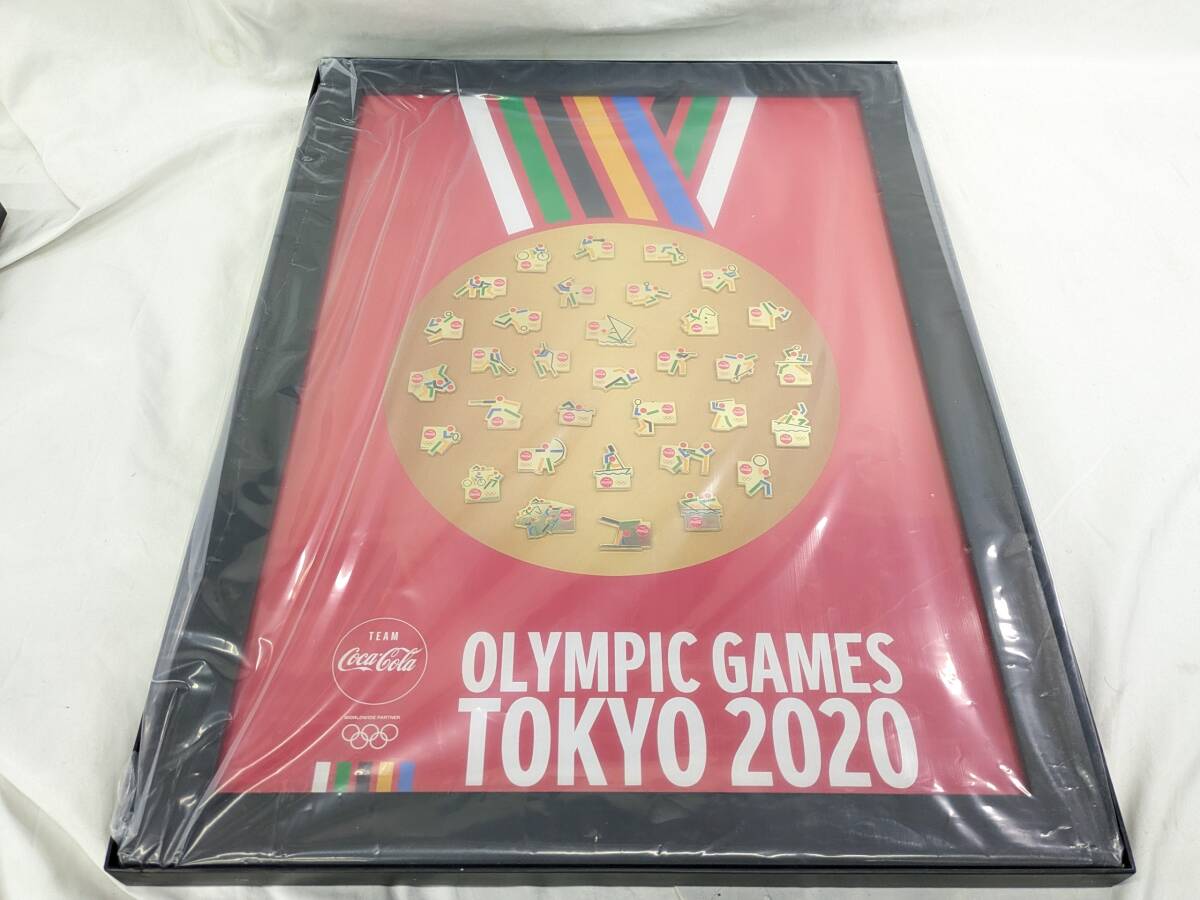 TEAM
Coca-Cola
WORLDWIDE PARTNER
OLYMPIC GAMES
TOKYO 2020